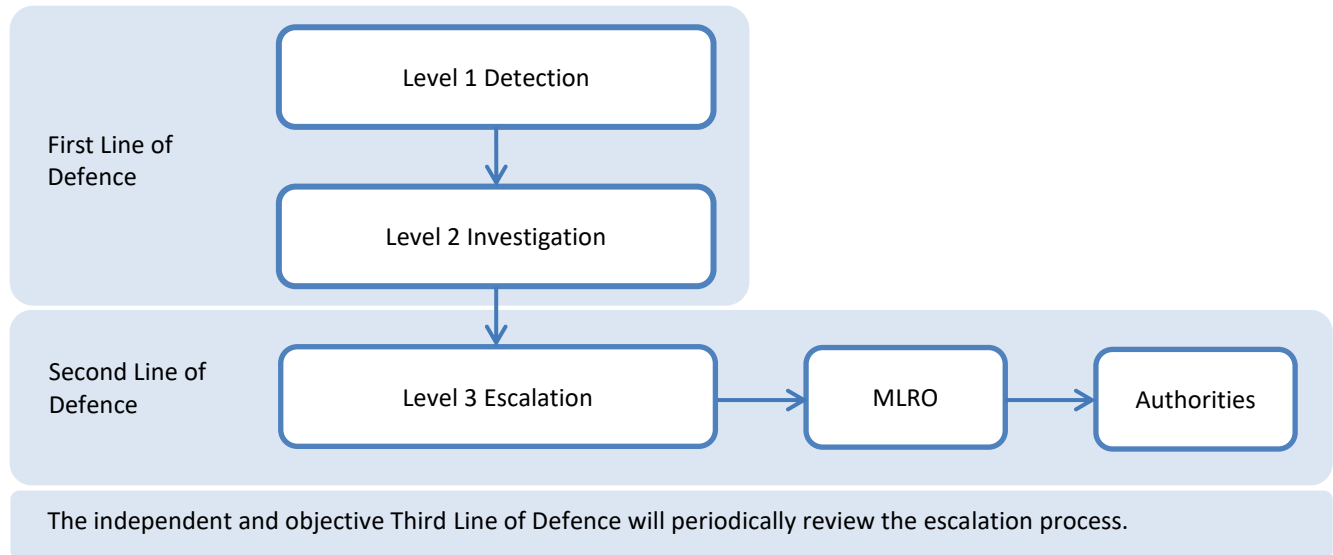 Level 1 Detection
First Line of
Defence
Level 2 Investigation
Second Line of
Defence
Level 3 Escalation
MLRO
Authorities
The independent and objective Third Line of Defence will periodically review the escalation process.